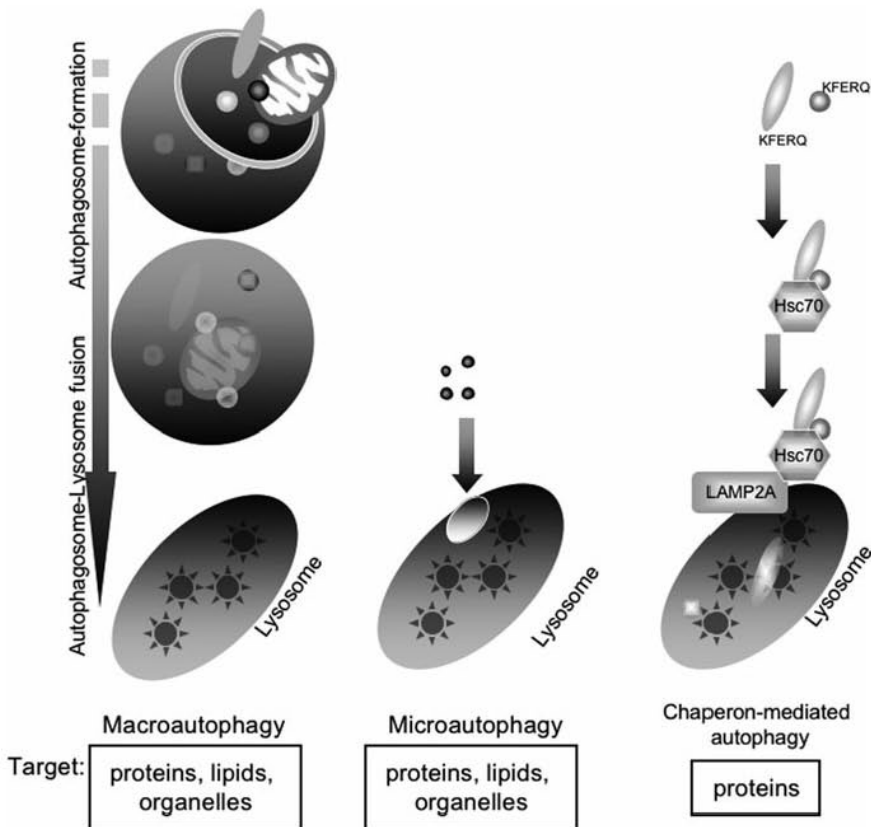 Autophagosome-formation
Autophagosome-Lysosome fusion
KFERQ
KFERQ
Hsc70
Hsc70
LAMP2A
Lysosome
Lysosome
Lysosome
Macroautophagy
Microautophagy
Chaperon-mediated
autophagy
Target:
proteins, lipids,
organelles
proteins, lipids,
organelles
proteins